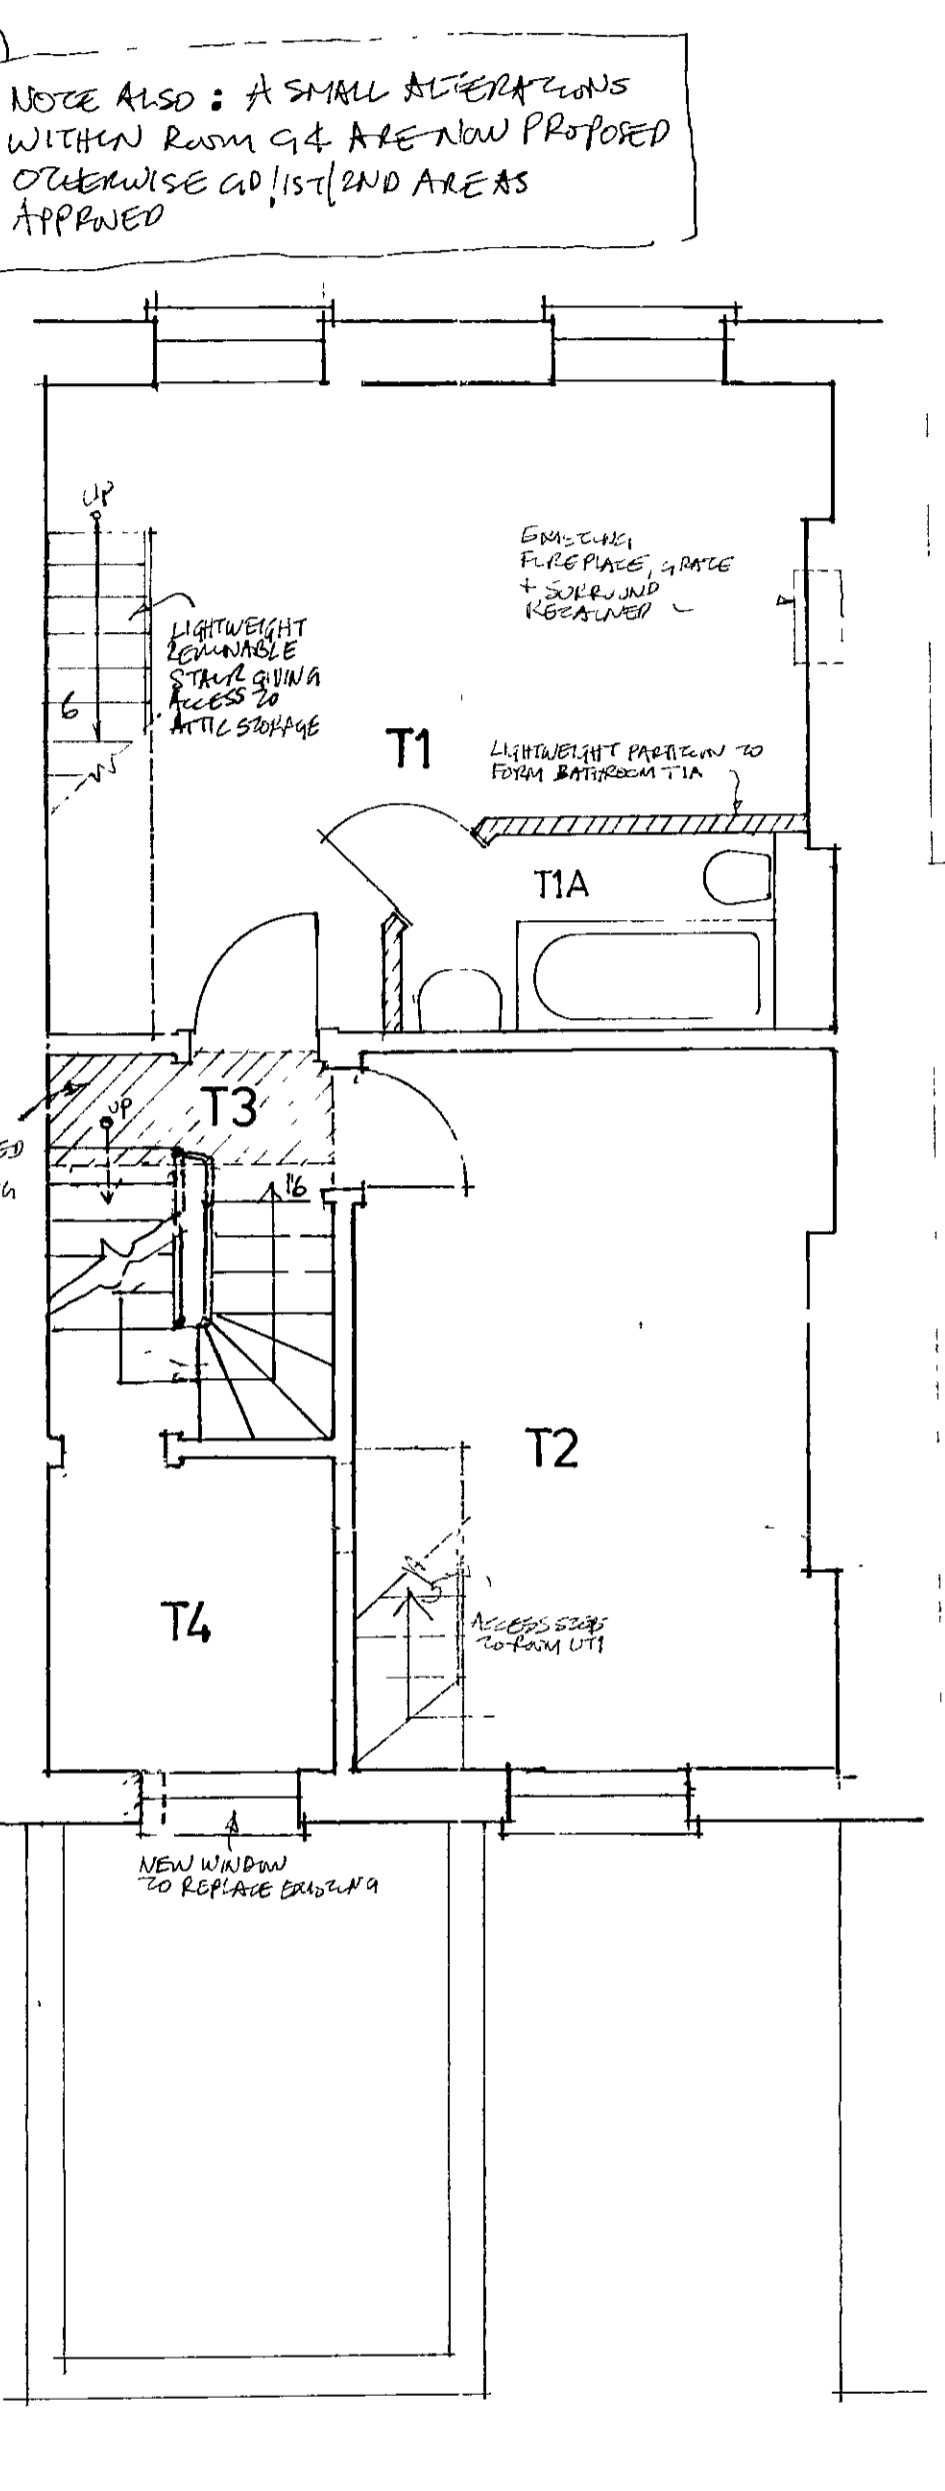 NOTE ALSO : A SMALL ALTERATIONS
WITHIN ROOM G4 ARE NOW PROPOSED
OTHERWISE GD/1ST/2ND AREAS
APPROVED
UP
EXISTING
FIREPLACE, GRATE
+ SURROUND
RETAINED
LIGHTWEIGHT
REMOVABLE
STAIR GIVING
ACCESS TO
ATTIC STORAGE
6
T1
LIGHTWEIGHT PARTITION TO
FORM BATHROOM T1A
T1A
T3
UP
ED
G
16
T2
T4
ACCESS STEPS
TO ROOM UT1
NEW WINDOW
TO REPLACE EXISTING